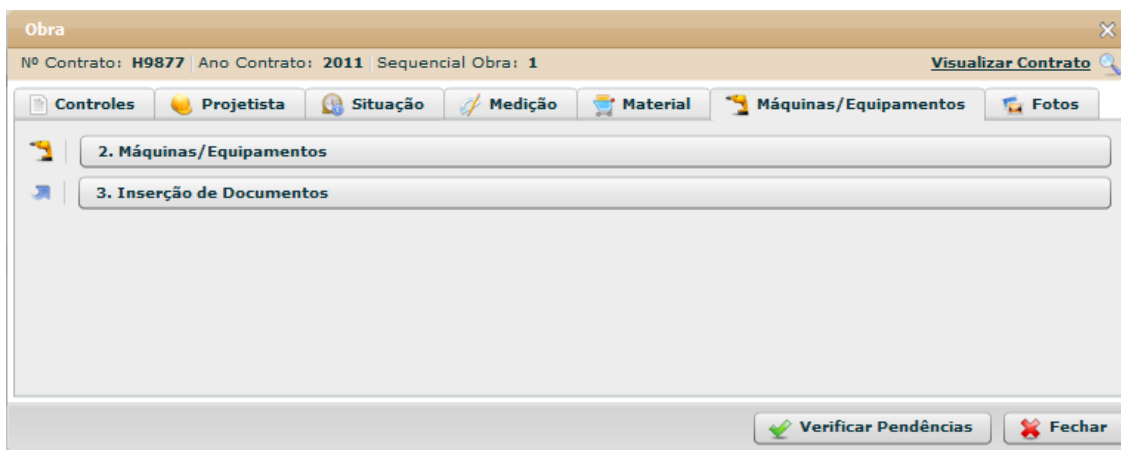 Obra
Nº Contrato: H9877 Ano Contrato: 2011 Sequencial Obra: 1 Visualizar Contrato
Controles Projetista Situação Medição Material Máquinas/Equipamentos Fotos
2. Máquinas/Equipamentos
3. Inserção de Documentos
Verificar Pendências Fechar